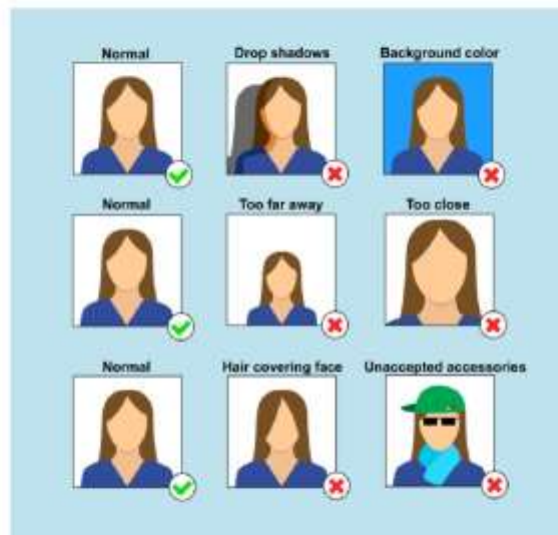 Normal
Drop shadows
Background color
Normal
Too far away
Too close
Normal
Hair covering face
Unaccepted accessories